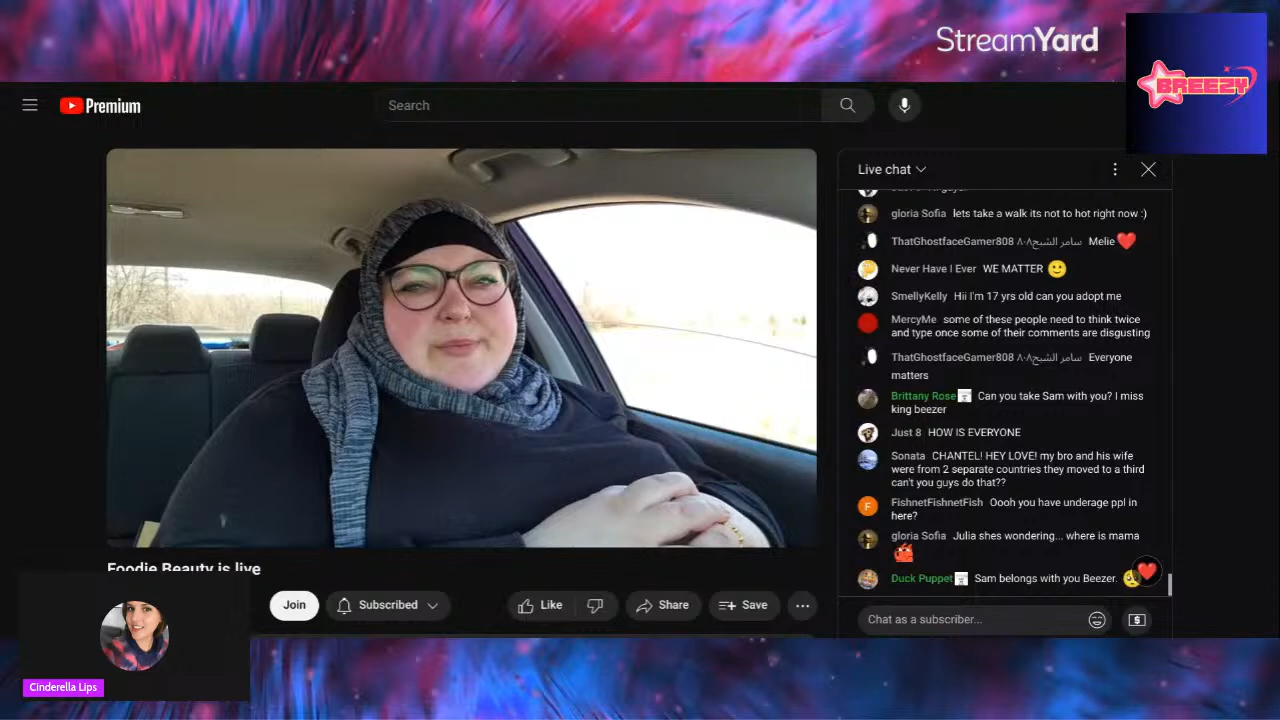 StreamYard
BREEZY
Premium
Search
Live chat
gloria Sofia lets take a walk its not to hot right now :)
ThatGhostfaceGamer808 سامر الشبح٨٠٨ Melie
Never Have I Ever WE MATTER
SmellyKelly Hii I'm 17 yrs old can you adopt me
MercyMe some of these people need to think twice
and type once some of their comments are disgusting
ThatGhostfaceGamer808 سامر الشبح٨٠٨ Everyone
matters
Brittany Rose Can you take Sam with you? I miss
king beezer
Just 8 HOW IS EVERYONE
Sonata CHANTEL! HEY LOVE! my bro and his wife
were from 2 separate countries they moved to a third
can't you guys do that??
FishnetFishnetFish Oooh you have underage ppl in
here?
gloria Sofia Julia shes wondering... where is mama
Duck Puppet Sam belongs with you Beezer.
Foodie Beauty is live
Join
Subscribed
Like
Share
Save
Chat as a subscriber...
Cinderella Lips